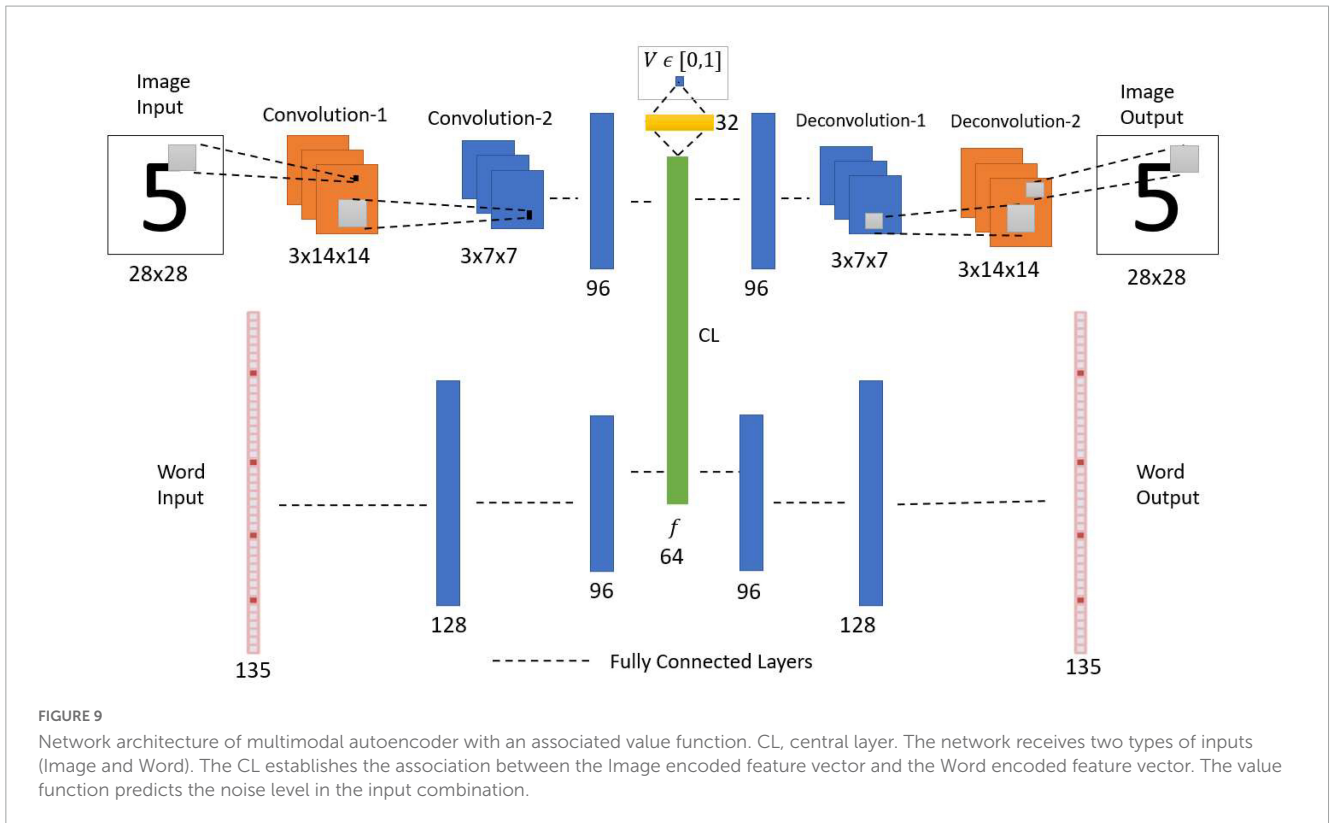 V ϵ [0,1]
Image
Input
Convolution-1
Convolution-2
32
Deconvolution-1
Deconvolution-2
Image
Output
5
5
28x28
3x14x14
3x7x7
96
96
3x7x7
3x14x14
28x28
CL
Word
Input
Word
Output
f
64
96
96
128
128
135
135
Fully Connected Layers
FIGURE 9
Network architecture of multimodal autoencoder with an associated value function. CL, central layer. The network receives two types of inputs
(Image and Word). The CL establishes the association between the Image encoded feature vector and the Word encoded feature vector. The value
function predicts the noise level in the input combination.